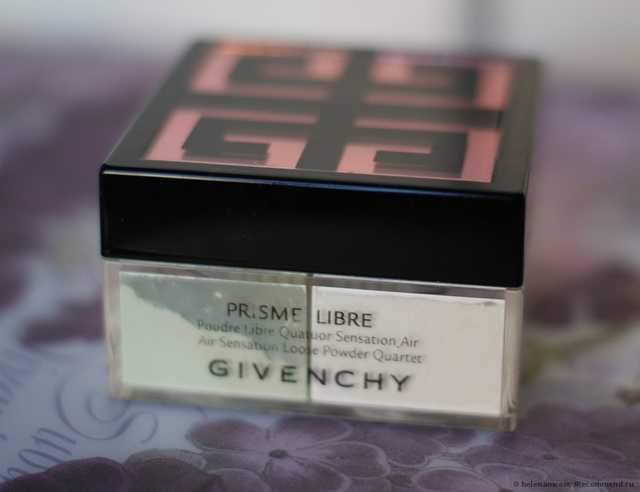 PRISME LIBRE
Poudre Libre Quatuor Sensation Air
Air Sensation Loose Powder Quartet
GIVENCHY